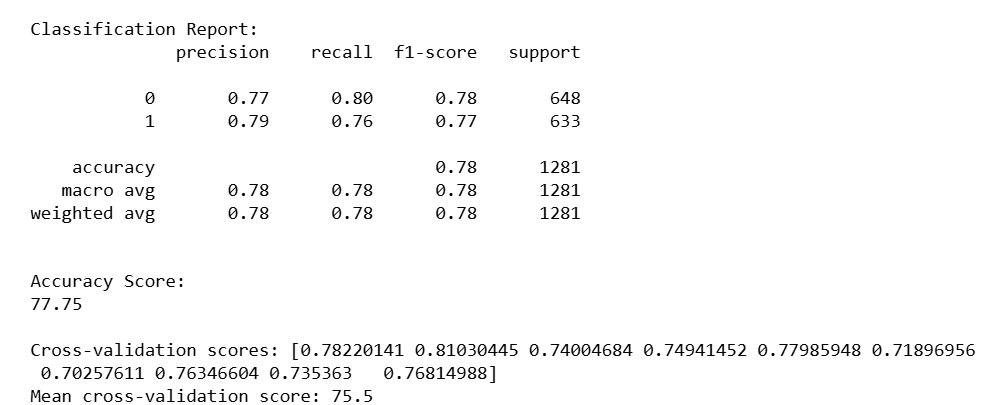 Classification Report:
precision recall f1-score support
0 0.77 0.80 0.78 648
1 0.79 0.76 0.77 633
accuracy 0.78 1281
macro avg 0.78 0.78 0.78 1281
weighted avg 0.78 0.78 0.78 1281
Accuracy Score:
77.75
Cross-validation scores: [0.78220141 0.81030445 0.74004684 0.74941452 0.77985948 0.71896956
0.70257611 0.76346604 0.735363 0.76814988]
Mean cross-validation score: 75.5